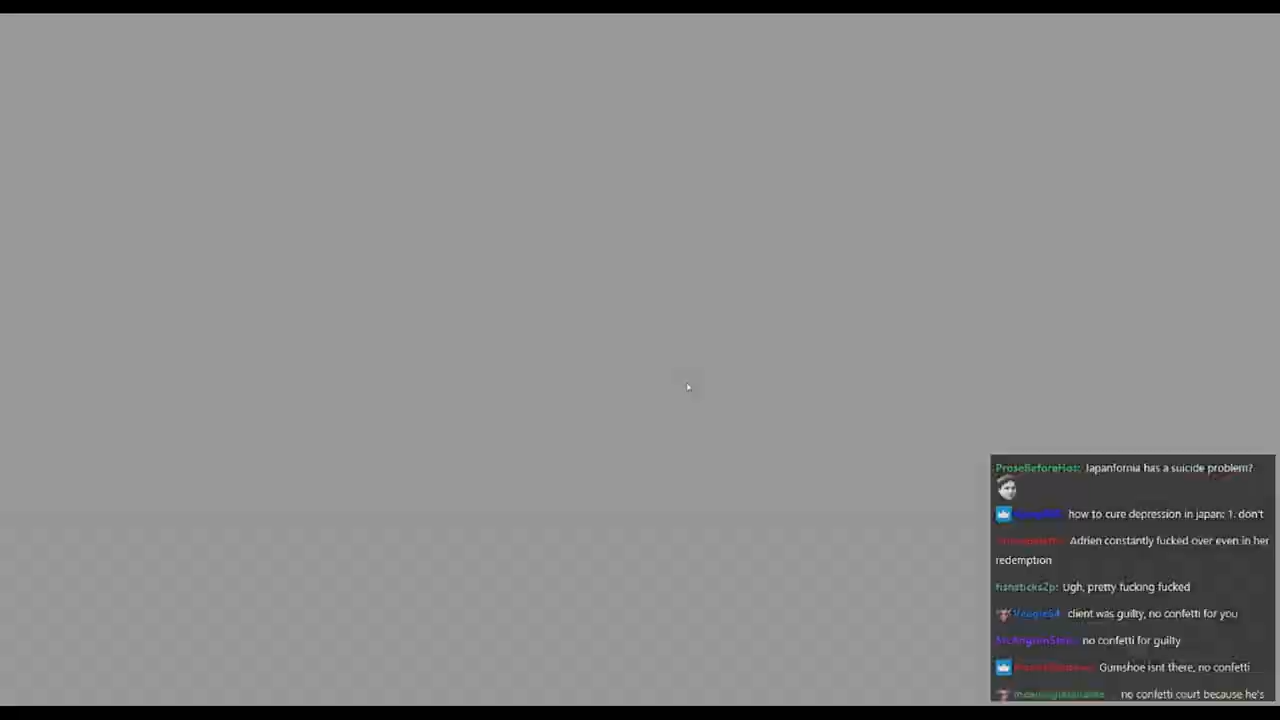 ProseBeforeHos: Japanifornia has a suicide problem?
how to cure depression in japan: 1. don't
Adrien constantly fucked over even in her
redemption
fishsticks2p: Ugh, pretty fucking fucked
client was guilty, no confetti for you
no confetti for guilty
Gumshoe isnt there, no confetti
no confetti court because he's